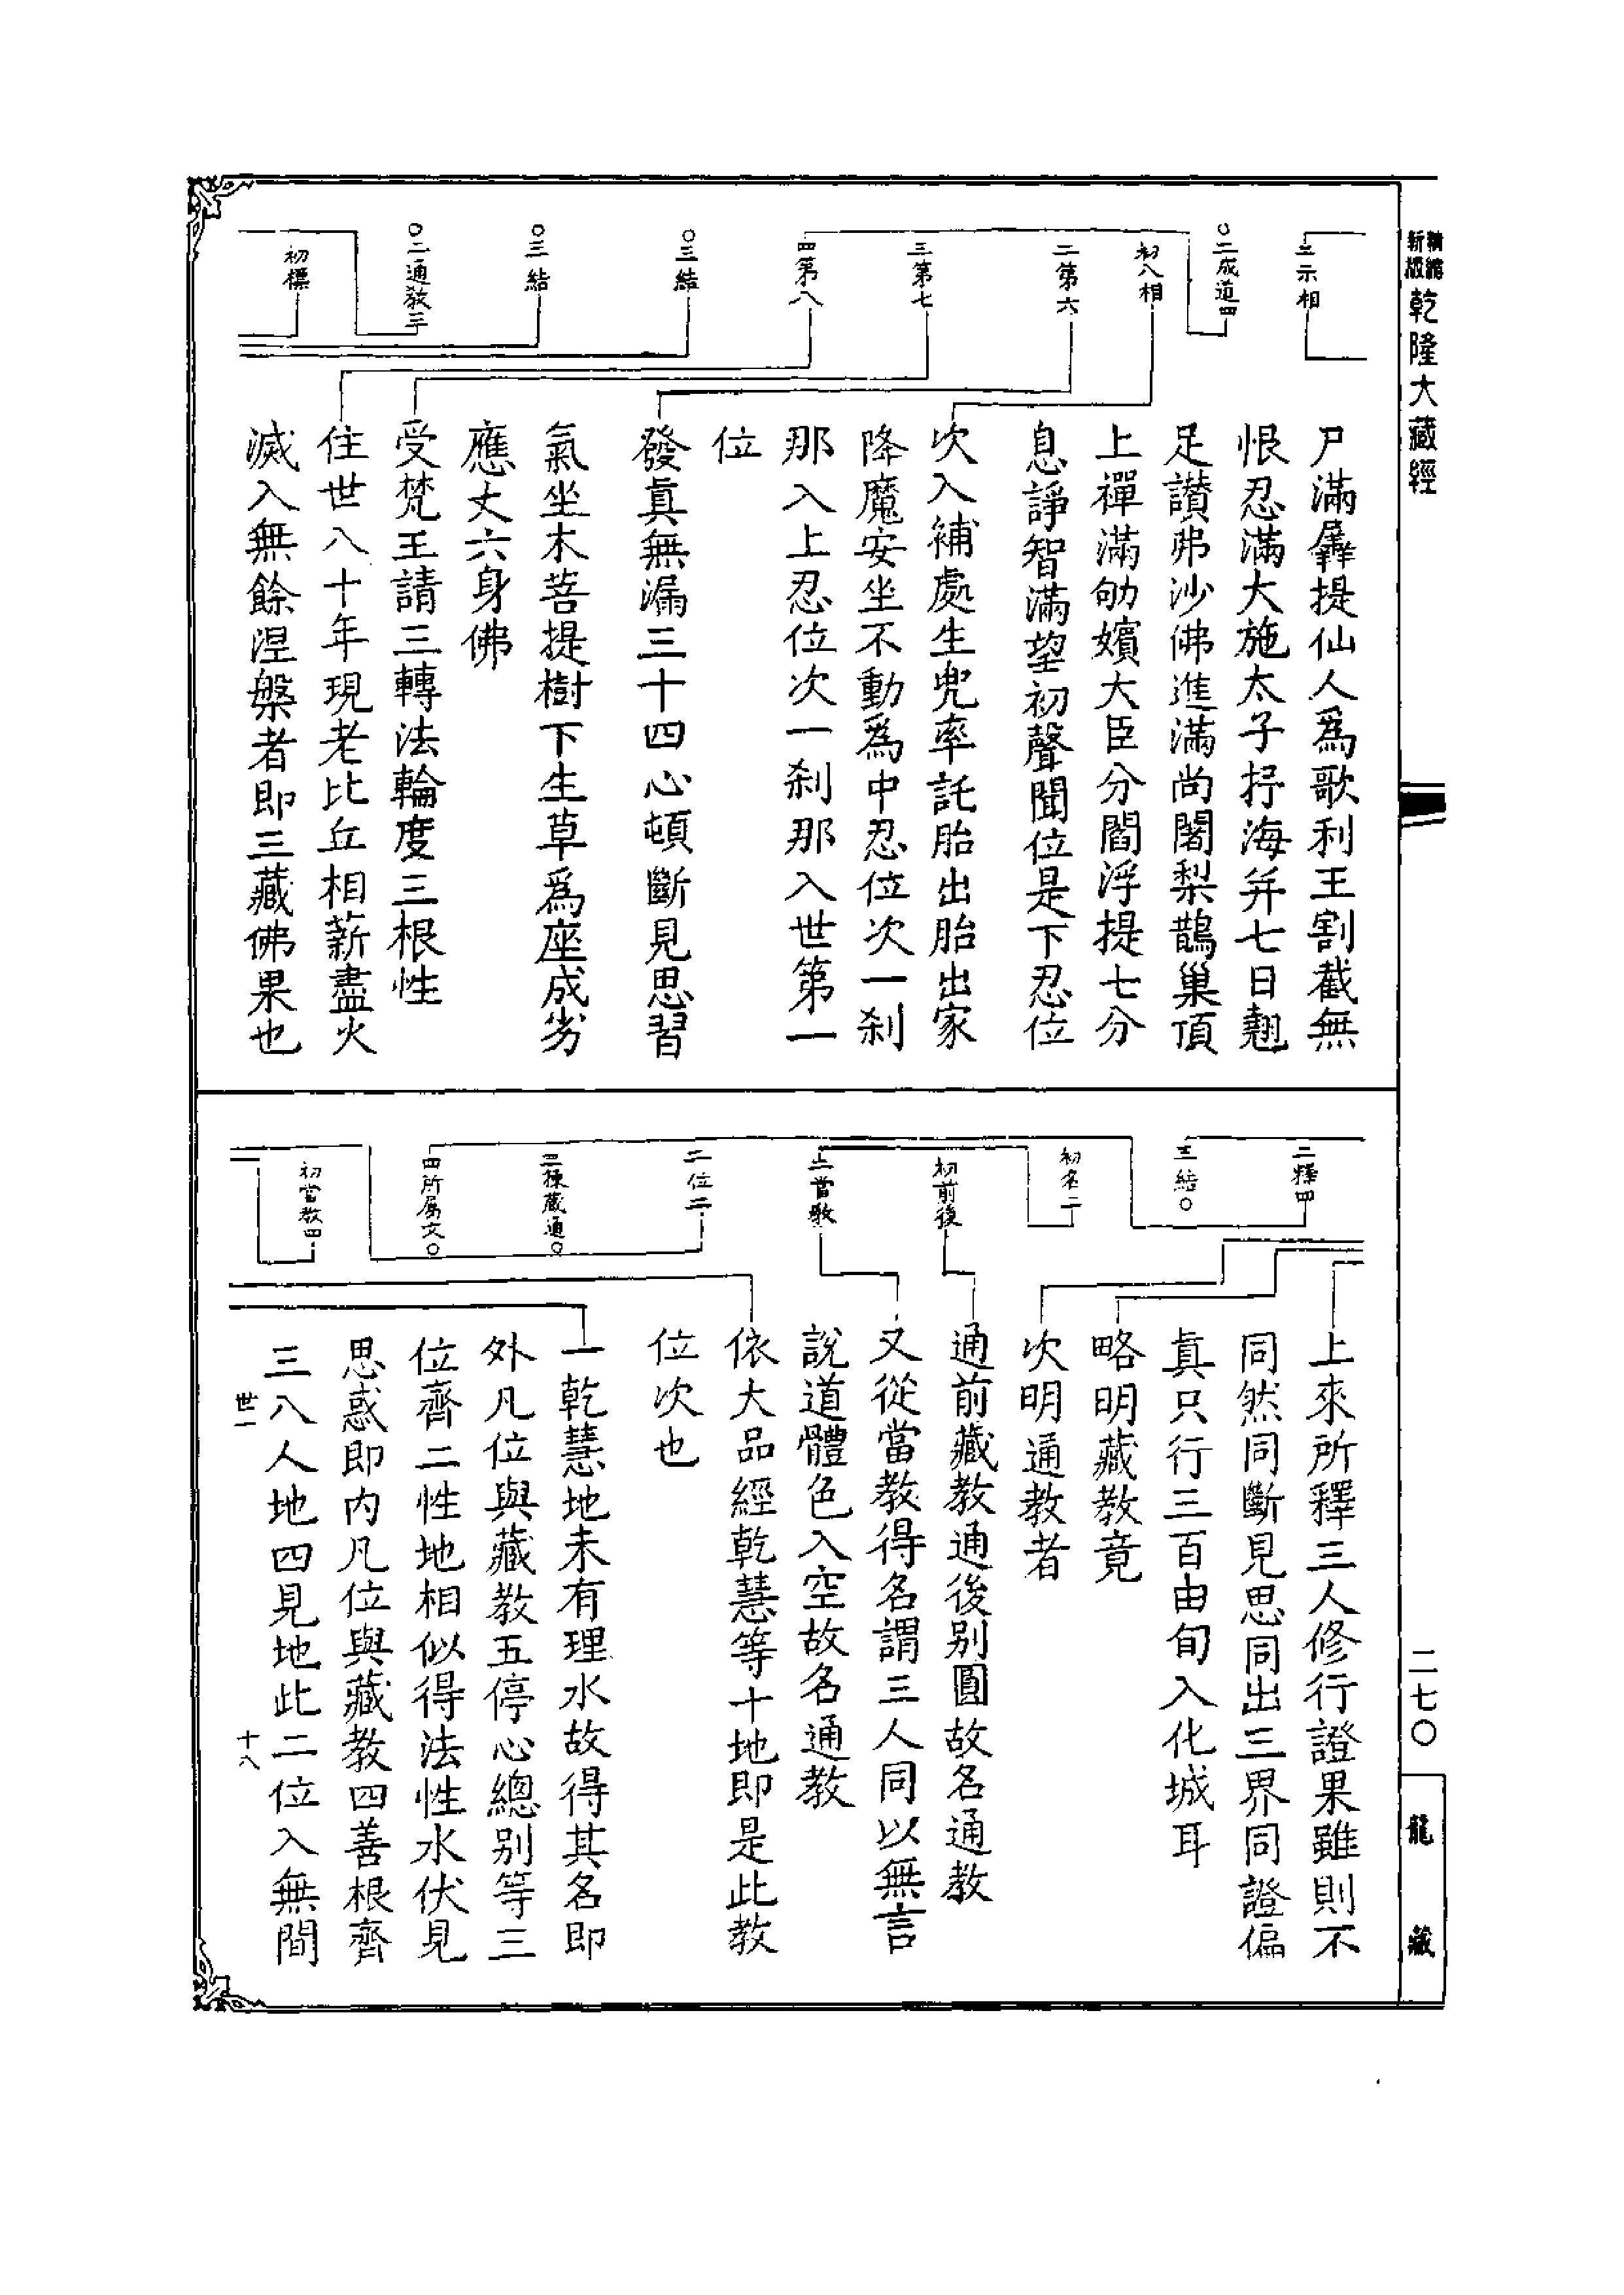 新版精縮
乾隆大藏經
二七〇
龍藏
三示相
二成道四
初八相
二第六
三第七
四第八
三結
三結
二通教三
初標
尸滿羼提仙人爲歌利王割截無
恨忍滿大施太子抒海并七日翹
足讚弗沙佛進滿尚闍梨鵲巢頂
上禪滿劬嬪大臣分閻浮提七分
息諍智滿望初聲聞位是下忍位
次入補處生兜率託胎出胎出家
降魔安坐不動爲中忍位次一剎
那入上忍位次一剎那入世第一
位
發真無漏三十四心頓斷見思習
氣坐木菩提樹下生草爲座成劣
應丈六身佛
受梵王請三轉法輪度三根性
住世八十年現老比丘相薪盡火
滅入無餘涅槃者即三藏佛果也
二釋四
三結〇
初名二
初前後
二當教
二位二
三揀藏通〇
四所屬文〇
初當教四
上來所釋三人修行證果雖則不
同然同斷見思同出三界同證偏
真只行三百由旬入化城耳
略明藏教竟
次明通教者
通前藏教通後別圓故名通教
又從當教得名謂三人同以無言
說道體色入空故名通教
依大品經乾慧等十地即是此教
位次也
一乾慧地未有理水故得其名即
外凡位與藏教五停心總別等三
位齊二性地相似得法性水伏見
思惑即內凡位與藏教四善根齊
三八人地四見地此二位入無間
世一
十八